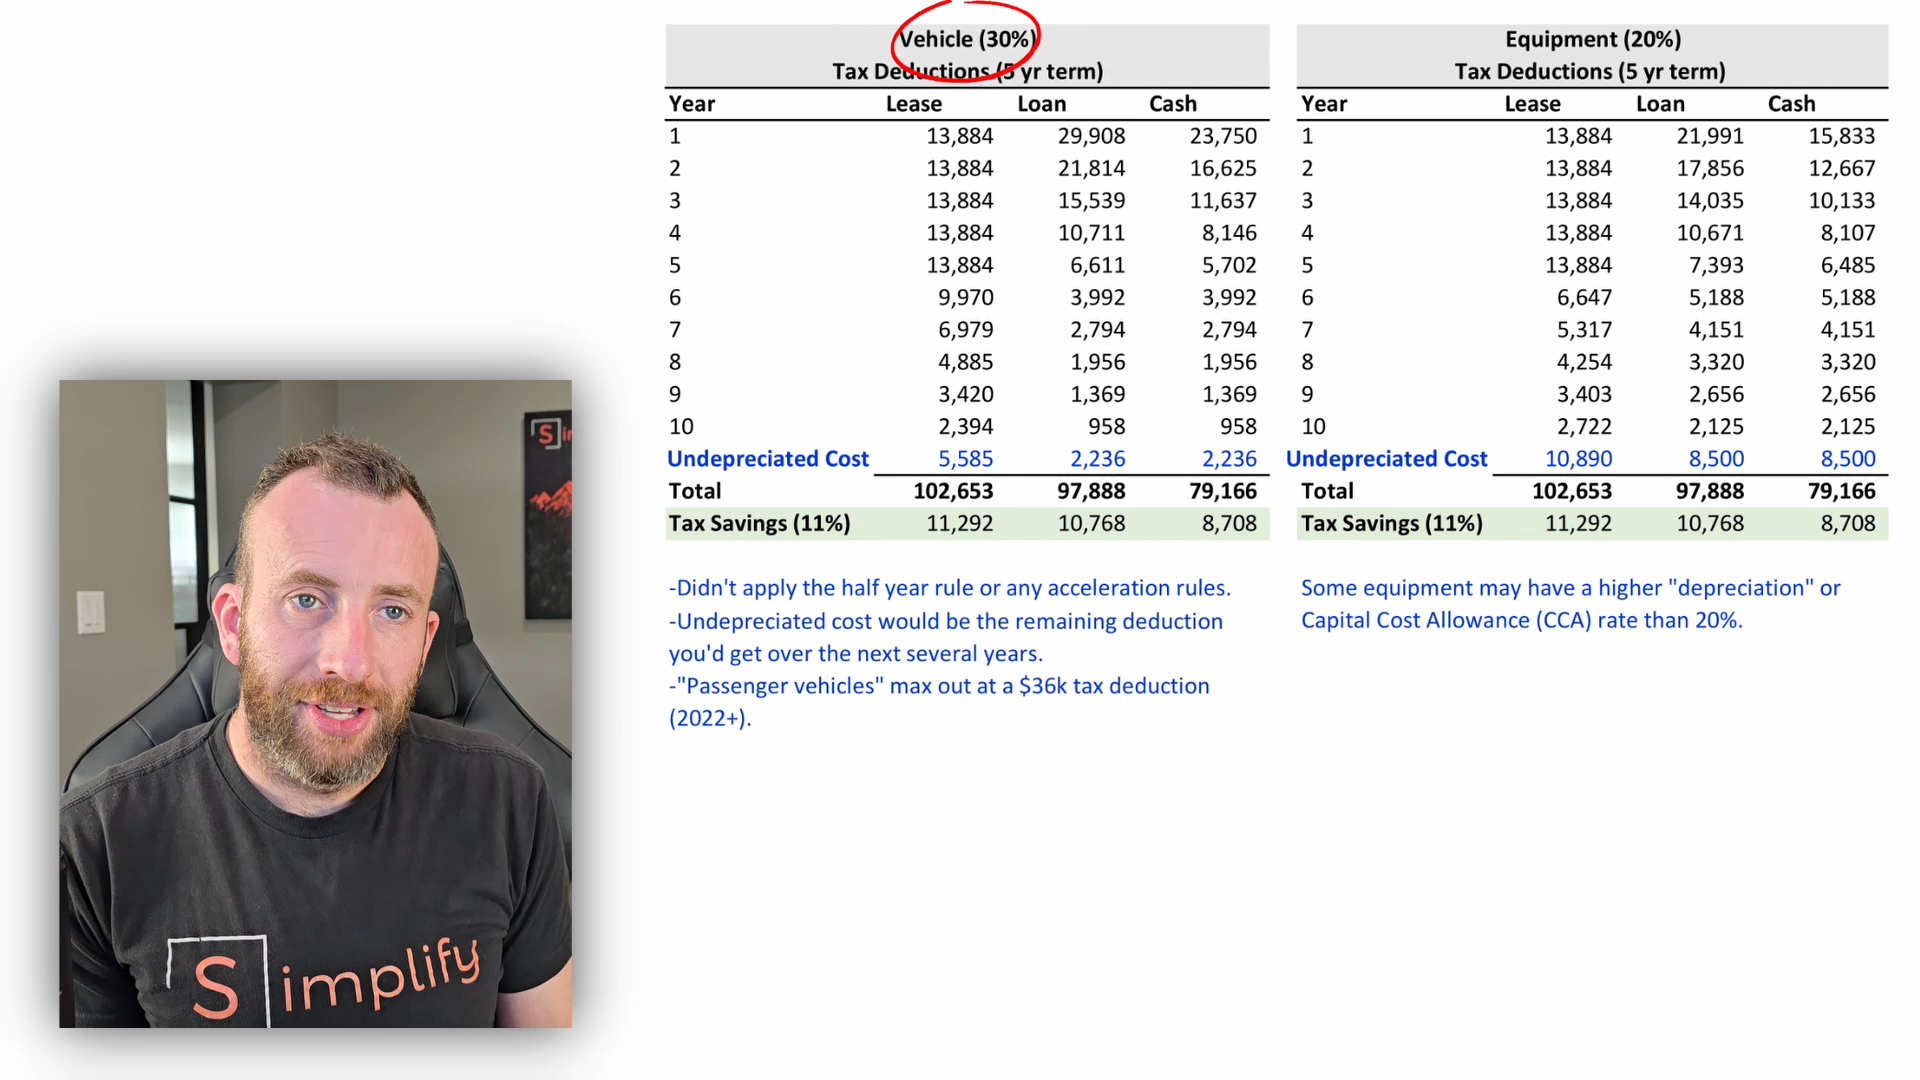 Vehicle (30%)
Tax Deductions (5 yr term)
Year Lease Loan Cash
1 13,884 29,908 23,750
2 13,884 21,814 16,625
3 13,884 15,539 11,637
4 13,884 10,711 8,146
5 13,884 6,611 5,702
6 9,970 3,992 3,992
7 6,979 2,794 2,794
8 4,885 1,956 1,956
9 3,420 1,369 1,369
10 2,394 958 958
Undepreciated Cost 5,585 2,236 2,236
Total 102,653 97,888 79,166
Tax Savings (11%) 11,292 10,768 8,708
-Didn't apply the half year rule or any acceleration rules.
-Undepreciated cost would be the remaining deduction
you'd get over the next several years.
-"Passenger vehicles" max out at a $36k tax deduction
(2022+).
Equipment (20%)
Tax Deductions (5 yr term)
Year Lease Loan Cash
1 13,884 21,991 15,833
2 13,884 17,856 12,667
3 13,884 14,035 10,133
4 13,884 10,671 8,107
5 13,884 7,393 6,485
6 6,647 5,188 5,188
7 5,317 4,151 4,151
8 4,254 3,320 3,320
9 3,403 2,656 2,656
10 2,722 2,125 2,125
Undepreciated Cost 10,890 8,500 8,500
Total 102,653 97,888 79,166
Tax Savings (11%) 11,292 10,768 8,708
Some equipment may have a higher "depreciation" or
Capital Cost Allowance (CCA) rate than 20%.
Sim
Simplify